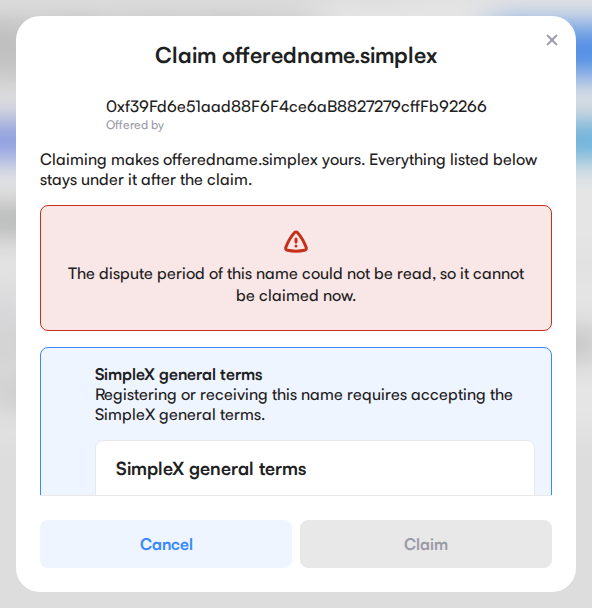 Claim offeredname.simplex
0xf39Fd6e51aad88F6F4ce6aB8827279cffFb92266
Offered by
Claiming makes offeredname.simplex yours. Everything listed below
stays under it after the claim.
The dispute period of this name could not be read, so it cannot
be claimed now.
SimpleX general terms
Registering or receiving this name requires accepting the
SimpleX general terms.
SimpleX general terms
Cancel
Claim